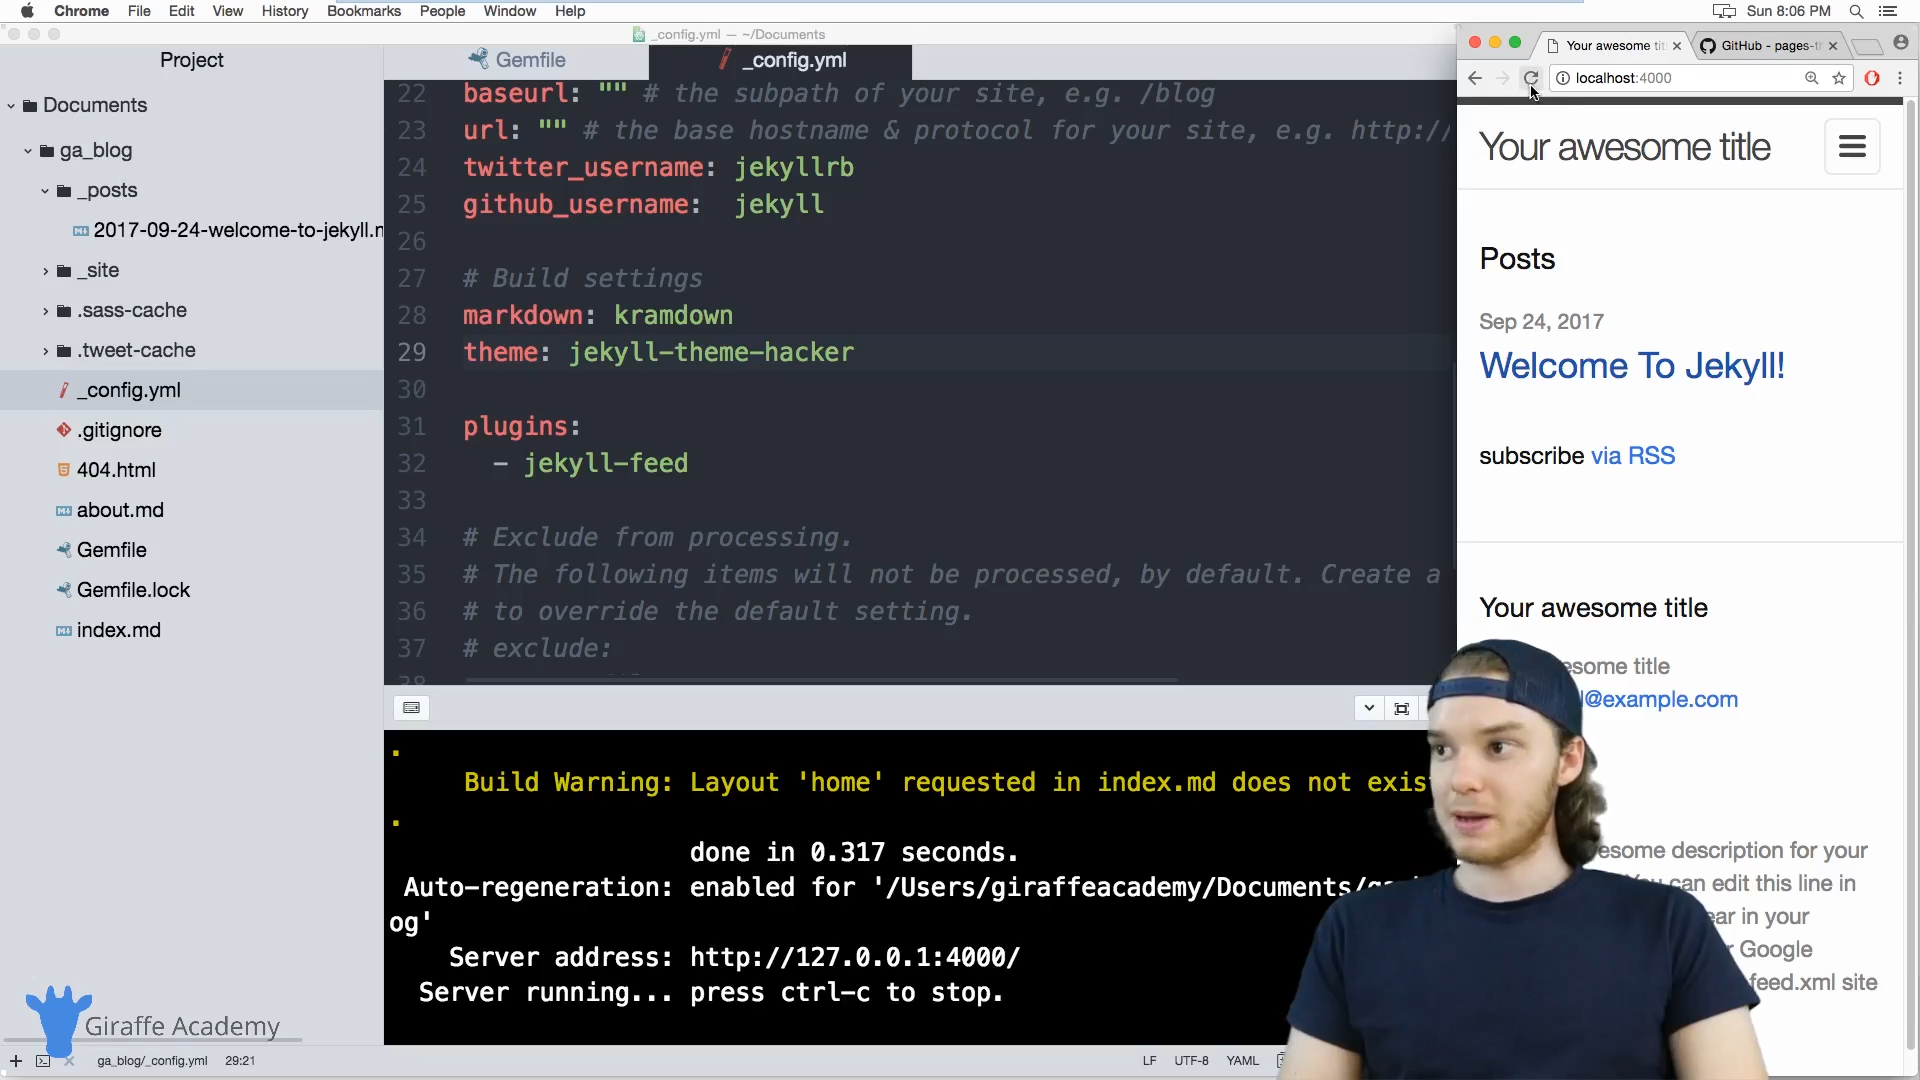 Chrome File Edit View History Bookmarks People Window Help
Sun 8:06 PM
_config.yml — ~/Documents
Project
Gemfile
_config.yml
Documents
ga_blog
_posts
2017-09-24-welcome-to-jekyll.
_site
.sass-cache
.tweet-cache
_config.yml
.gitignore
404.html
about.md
Gemfile
Gemfile.lock
index.md
22 baseurl: "" # the subpath of your site, e.g. /blog
23 url: "" # the base hostname & protocol for your site, e.g. http://
24 twitter_username: jekyllrb
25 github_username:  jekyll
26
27 # Build settings
28 markdown: kramdown
29 theme: jekyll-theme-hacker
30
31 plugins:
32   - jekyll-feed
33
34 # Exclude from processing.
35 # The following items will not be processed, by default. Create a
36 # to override the default setting.
37 # exclude:
38
.
Build Warning: Layout 'home' requested in index.md does not exis
.
done in 0.317 seconds.
Auto-regeneration: enabled for '/Users/giraffeacademy/Documents/
og'
Server address: http://127.0.0.1:4000/
Server running... press ctrl-c to stop.
Giraffe Academy
ga_blog/_config.yml 29:21
LF UTF-8 YAML
Your awesome ti
GitHub - pages-t
localhost:4000
Your awesome title
Posts
Sep 24, 2017
Welcome To Jekyll!
subscribe via RSS
Your awesome title
esome title
@example.com
esome description for your
can edit this line in
ear in your
Google
feed.xml site